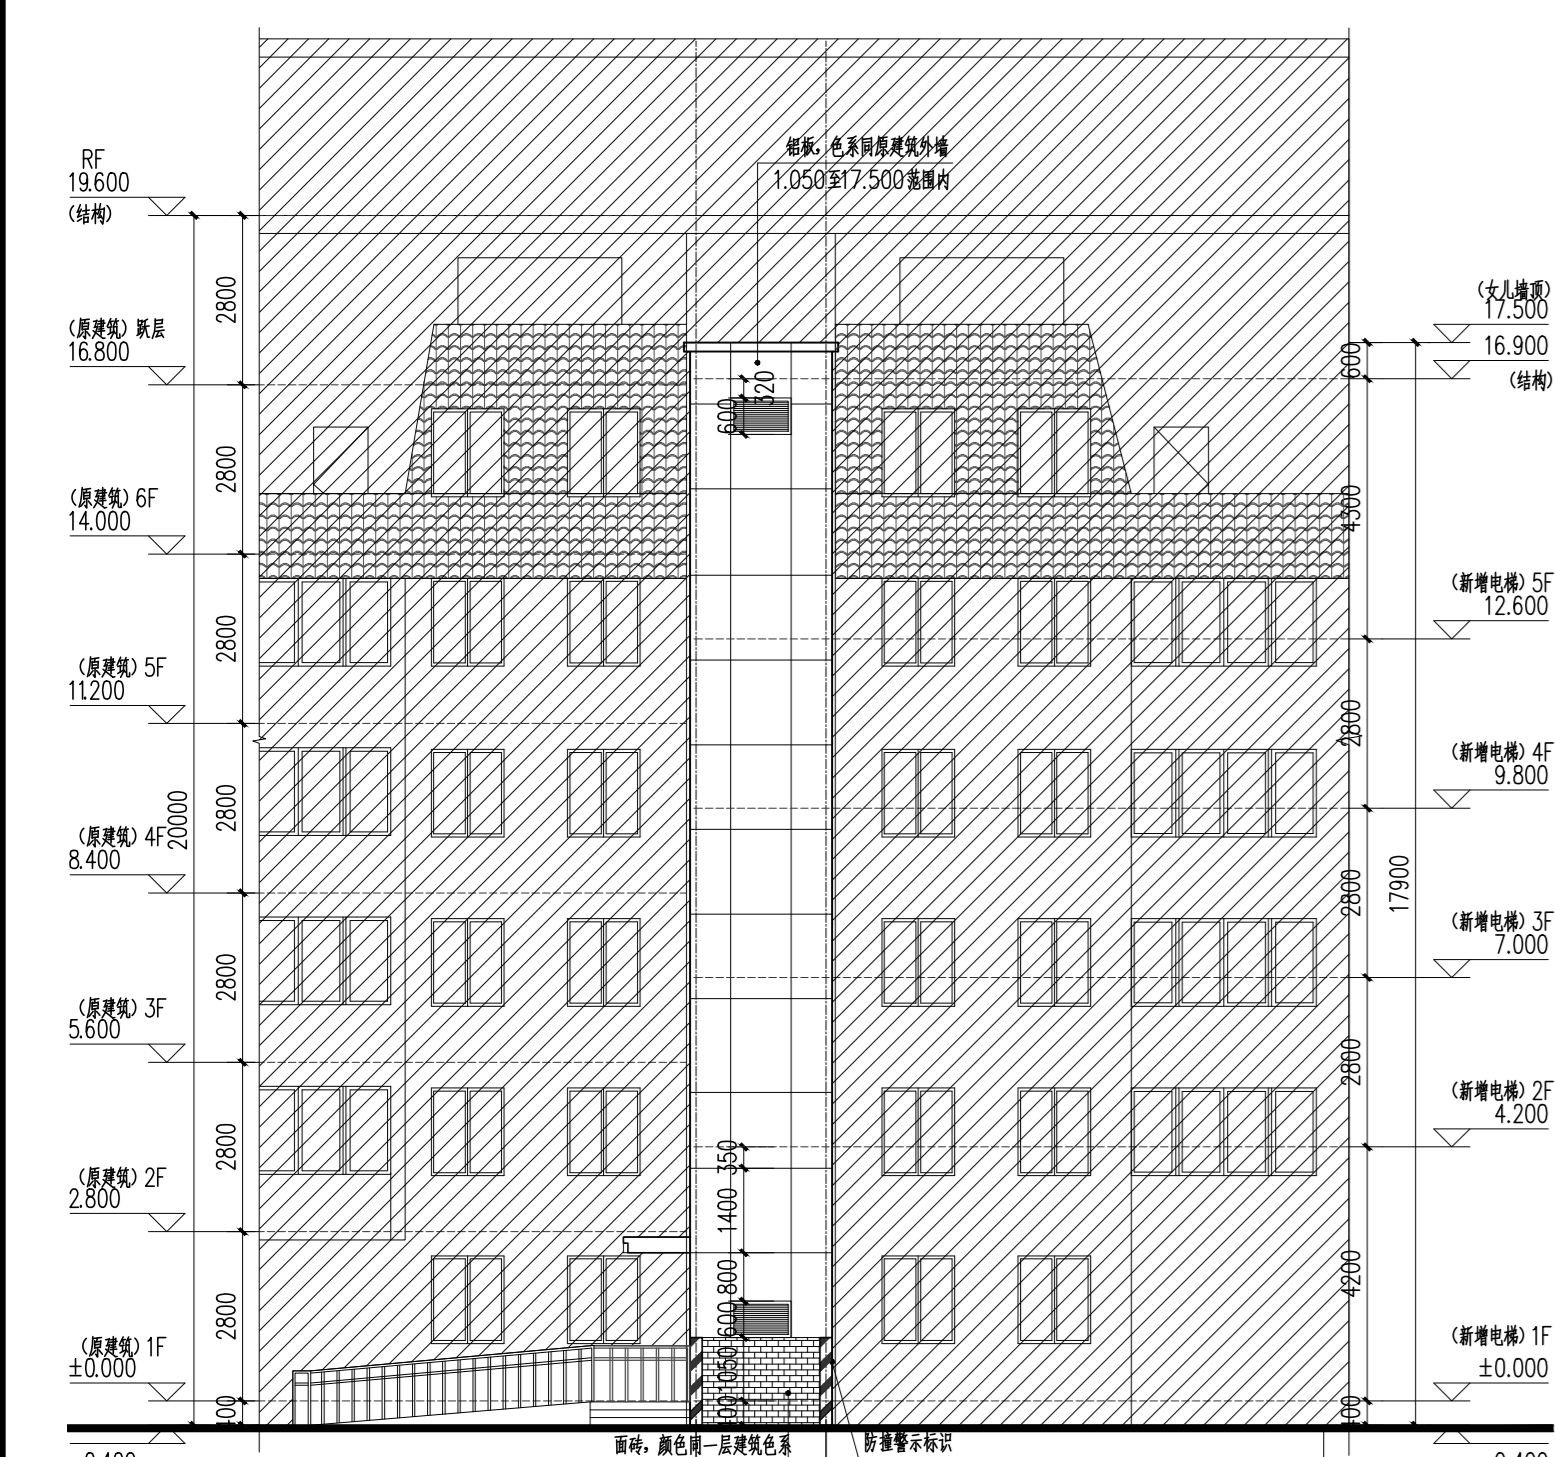 铝板，色系同原建筑外墙
1.050至17.500范围内
RF
19.600
(结构)
2800
(原建筑) 跃层
16.800
2800
(原建筑) 6F
14.000
2800
(原建筑) 5F
11.200
2800
20000
(原建筑) 4F
8.400
2800
(原建筑) 3F
5.600
2800
(原建筑) 2F
2.800
2800
(原建筑) 1F
±0.000
400
320
600
350
1400
800
600
1050
400
(女儿墙顶)
17.500
600
16.900
(结构)
4300
(新增电梯) 5F
12.600
2800
(新增电梯) 4F
9.800
2800
17900
(新增电梯) 3F
7.000
2800
(新增电梯) 2F
4.200
4200
(新增电梯) 1F
±0.000
400
面砖，颜色同一层建筑色系
防撞警示标识